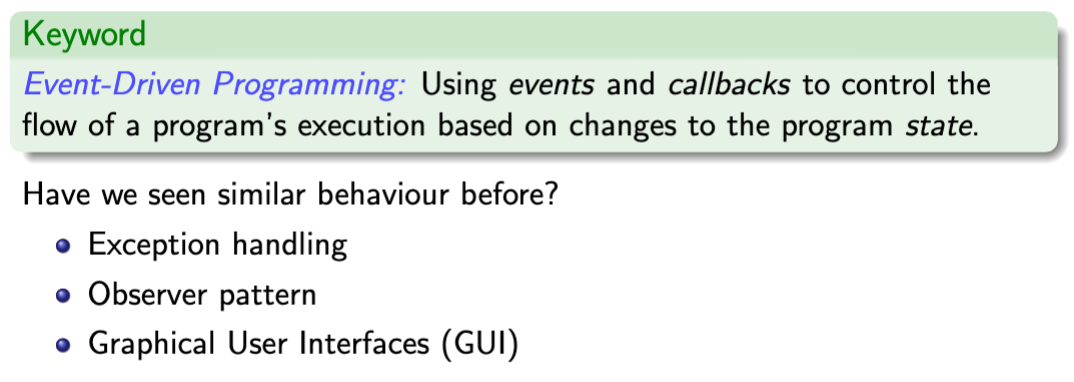 Keyword
Event-Driven Programming: Using events and callbacks to control the
flow of a program's execution based on changes to the program state.
Have we seen similar behaviour before?
Exception handling
Observer pattern
Graphical User Interfaces (GUI)